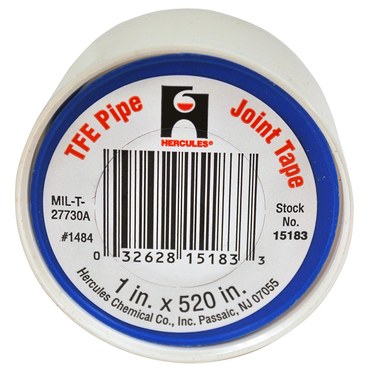 TFE Pipe Joint Tape
HERCULES®
MIL-T-
27730A
#1484
Stock
No.
15183
0 32628 15183 3
1 in. x 520 in.
Hercules Chemical Co., Inc. Passaic, NJ 07055